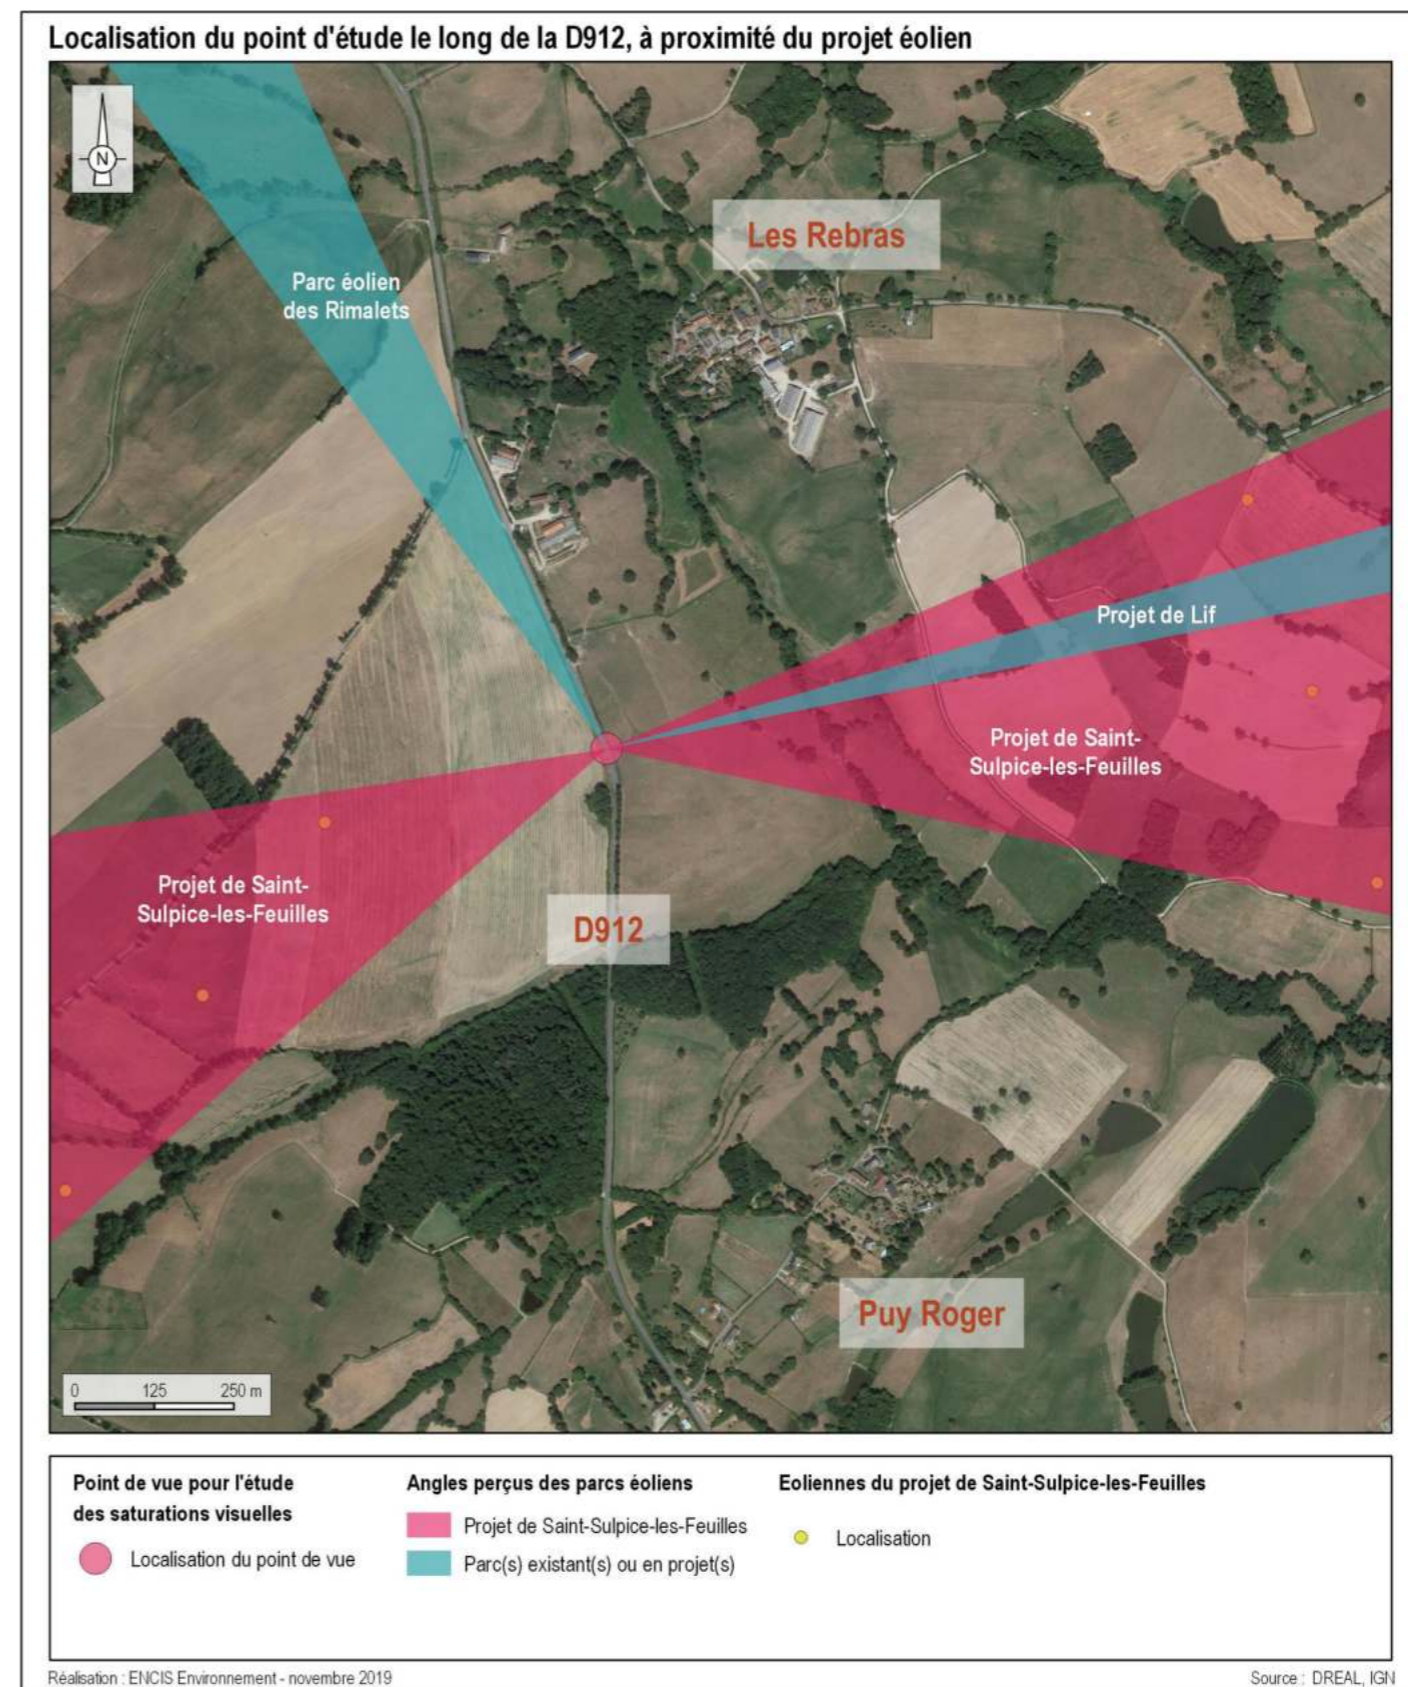 Localisation du point d'étude le long de la D912, à proximité du projet éolien
N
Les Rebras
Parc éolien
des Rimalets
Projet de Lif
Projet de Saint-
Sulpice-les-Feuilles
Projet de Saint-
Sulpice-les-Feuilles
D912
Puy Roger
0 125 250 m
Point de vue pour l'étude
des saturations visuelles
Localisation du point de vue
Angles perçus des parcs éoliens
Projet de Saint-Sulpice-les-Feuilles
Parc(s) existant(s) ou en projet(s)
Eoliennes du projet de Saint-Sulpice-les-Feuilles
Localisation
Réalisation : ENCIS Environnement - novembre 2019
Source : DREAL, IGN